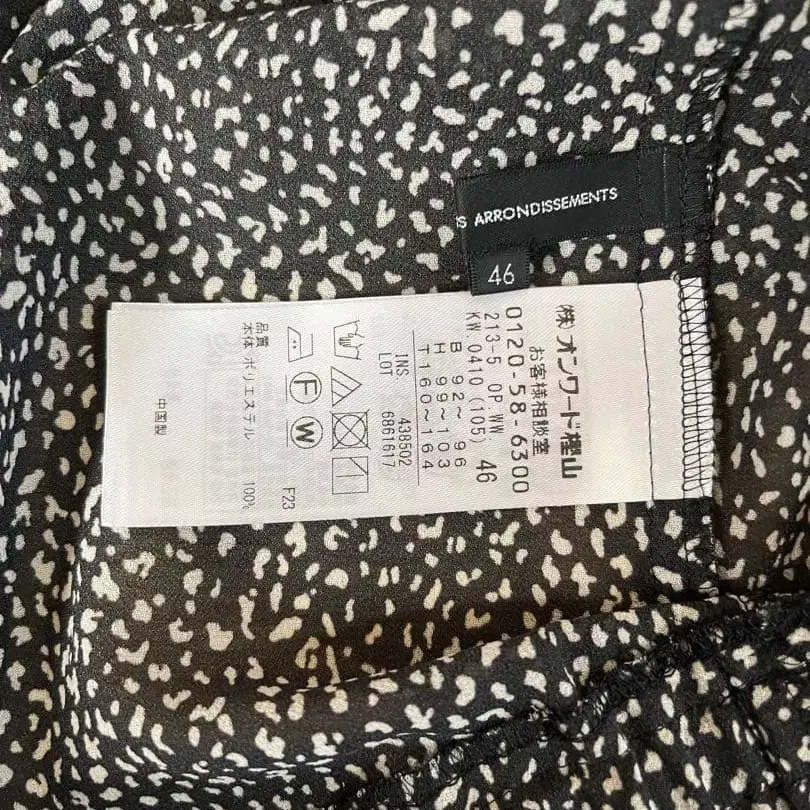 IS ARRONDISSEMENTS
46
(株)オンワード樫山
お客様相談室
0120-58-6300
213-5 OP WW.
KW.0410 (105) 46
B 92~ 96
H 99~103
T160~164
INS 438502
LOT 6861617
F W
F23
品質
本体 ポリエステル 100%
中国製